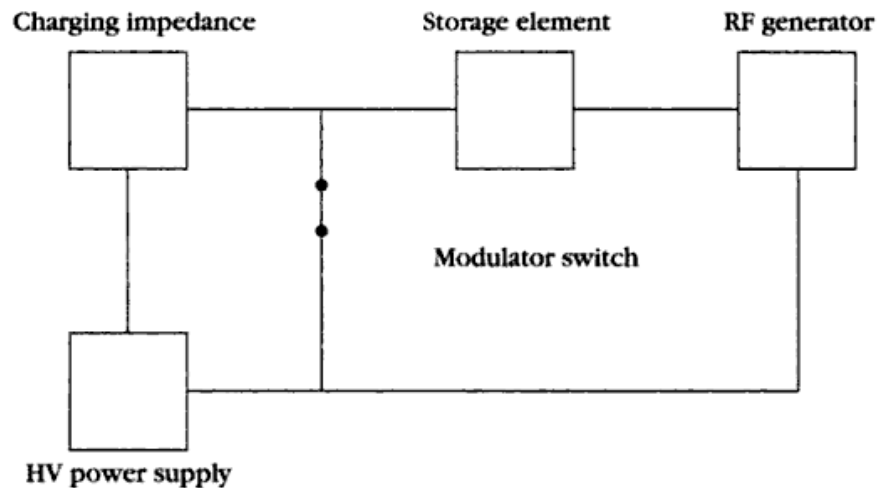 Charging impedance
Storage element
RF generator
Modulator switch
HV power supply